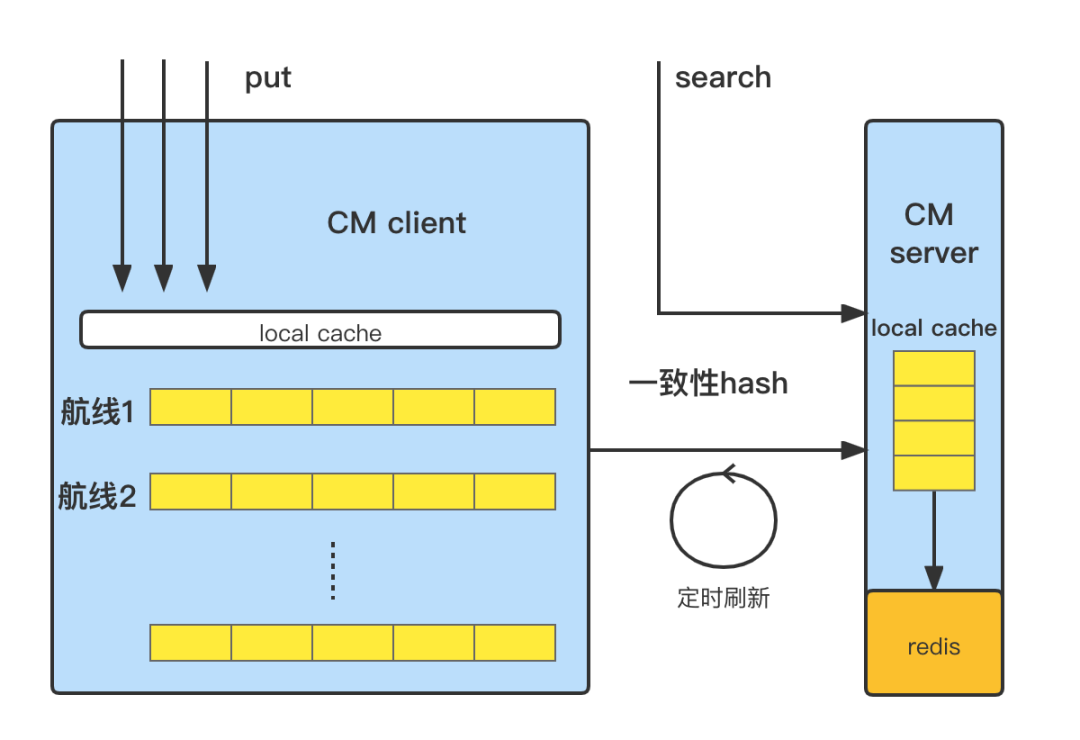 put
search
CM client
CM
server
local cache
local cache
一致性hash
航线1
航线2
定时刷新
redis